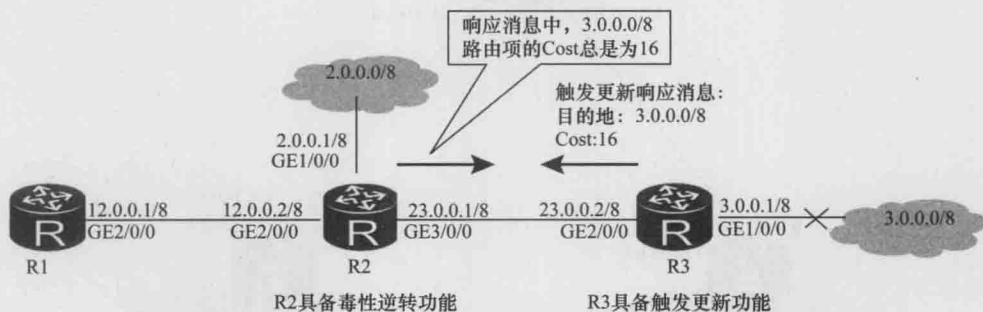 响应消息中，3.0.0.0/8
路由项的Cost总是为16
2.0.0.0/8
触发更新响应消息：
目的地：3.0.0.0/8
Cost:16
2.0.0.1/8
GE1/0/0
12.0.0.1/8
GE2/0/0
12.0.0.2/8
GE2/0/0
23.0.0.1/8
GE3/0/0
23.0.0.2/8
GE2/0/0
3.0.0.1/8
GE1/0/0
3.0.0.0/8
R
R
R
R1
R2
R3
R2具备毒性逆转功能
R3具备触发更新功能